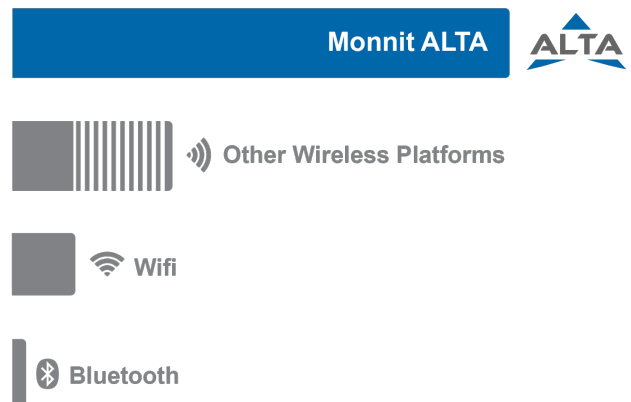 Monnit ALTA
ALTA
Other Wireless Platforms
Wifi
Bluetooth